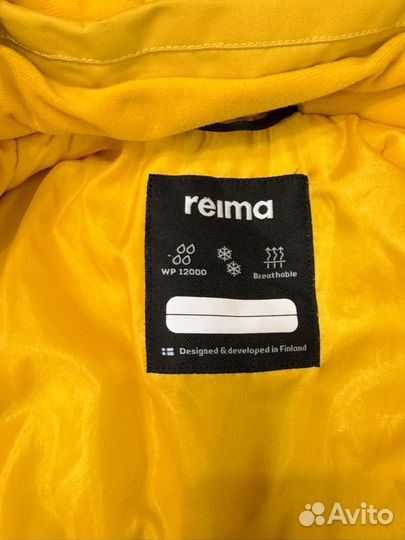 reima
WP 12000
Breathable
Designed & developed in Finland
Avito